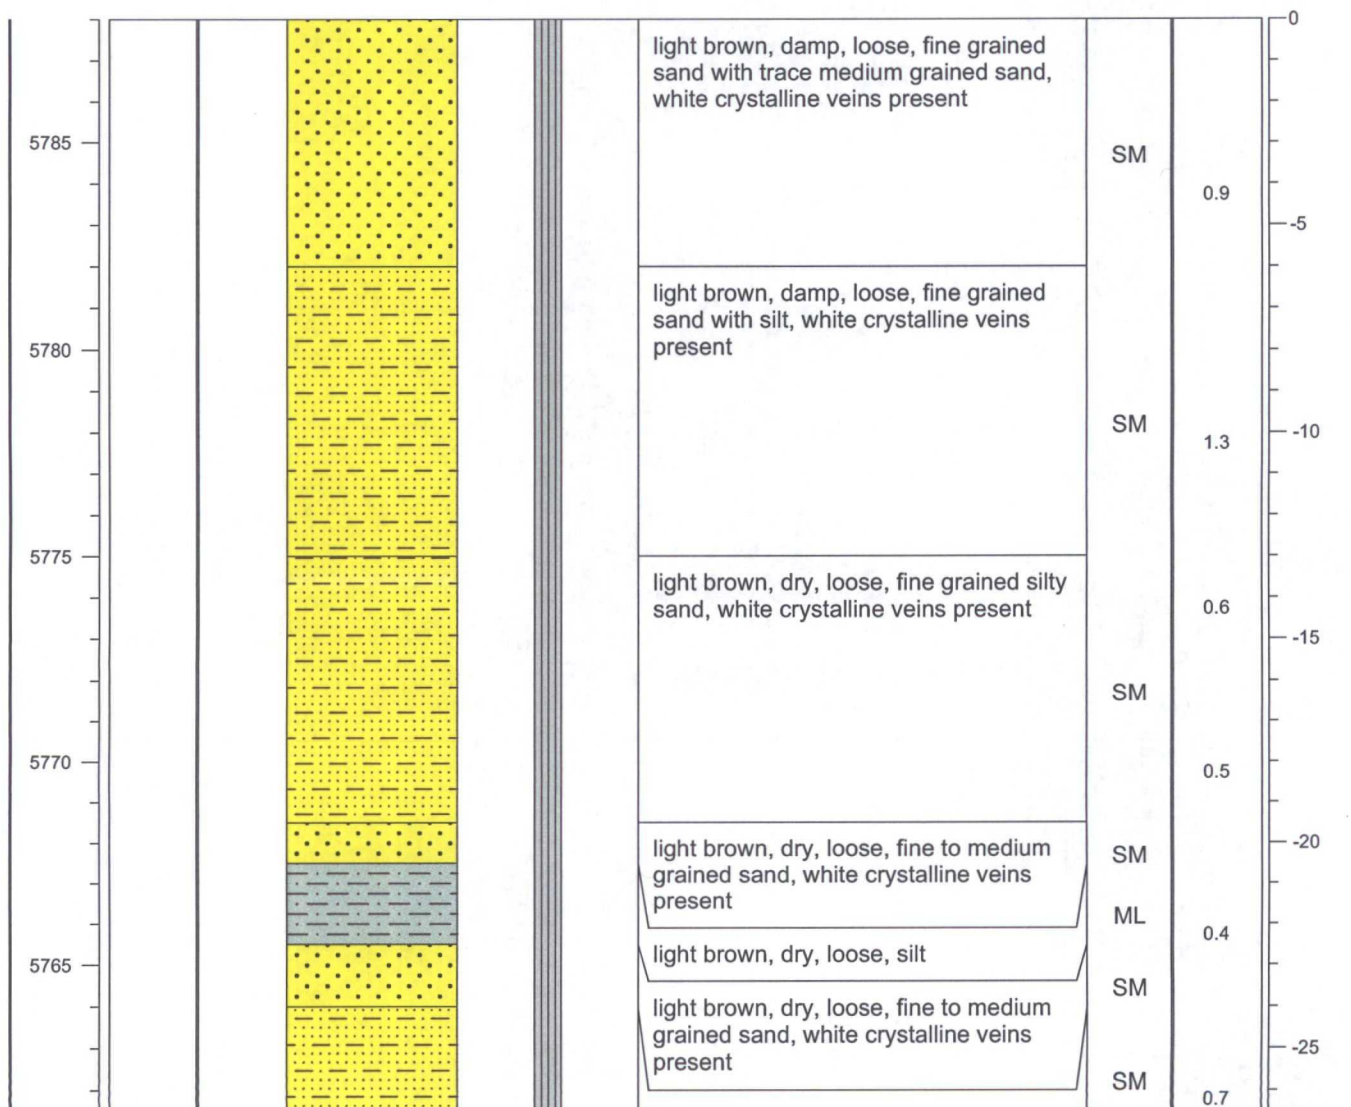 0
light brown, damp, loose, fine grained
sand with trace medium grained sand,
white crystalline veins present
5785
SM
0.9
-5
light brown, damp, loose, fine grained
sand with silt, white crystalline veins
present
5780
SM
-10
1.3
5775
light brown, dry, loose, fine grained silty
sand, white crystalline veins present
0.6
-15
SM
5770
0.5
-20
light brown, dry, loose, fine to medium
grained sand, white crystalline veins
present
SM
ML
0.4
light brown, dry, loose, silt
5765
SM
light brown, dry, loose, fine to medium
grained sand, white crystalline veins
present
-25
SM
0.7